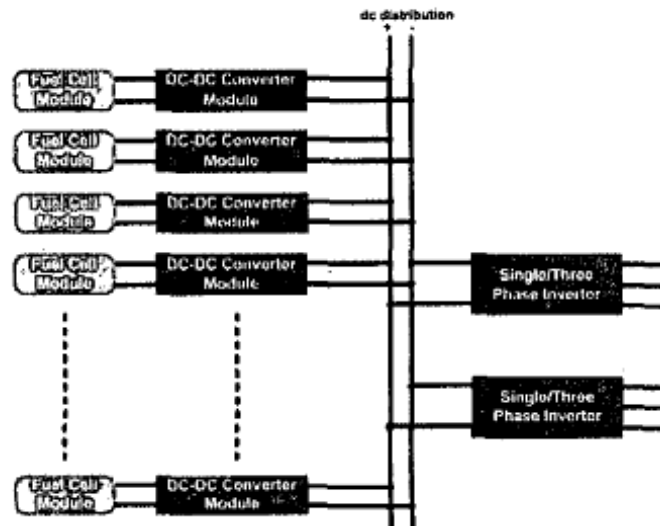 dc distribution
+ -
Fuel Cell
Module
DC-DC Converter
Module
Fuel Cell
Module
DC-DC Converter
Module
Fuel Cell
Module
DC-DC Converter
Module
Fuel Cell
Module
DC-DC Converter
Module
Single/Three
Phase Inverter
Single/Three
Phase Inverter
Fuel Cell
Module
DC-DC Converter
Module